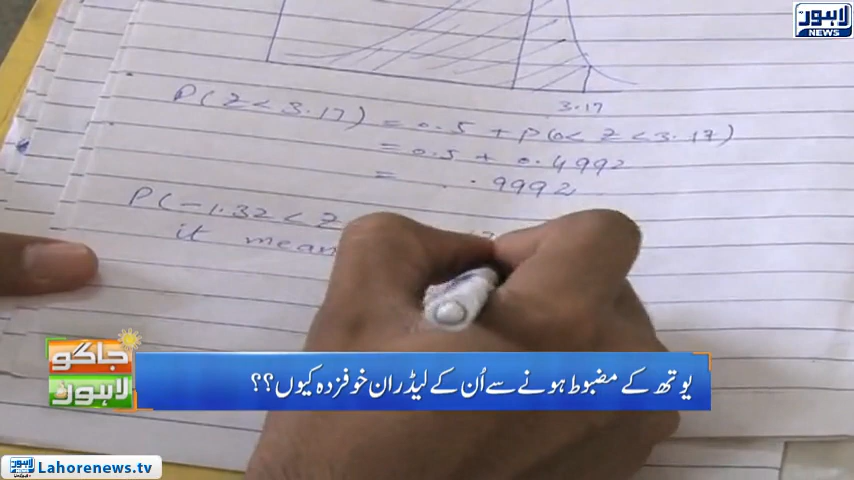 لاہور
NEWS
3.17
P(Z < 3.17) = 0.5 + P(0 < Z < 3.17)
= 0.5 + 0.4992
= .9992
P(-1.32 < Z
it mean
جاگو
لاہور
یوتھ کے مضبوط ہونے سے اُن کے لیڈران خوفزدہ کیوں؟؟
لاہور Lahorenews.tv